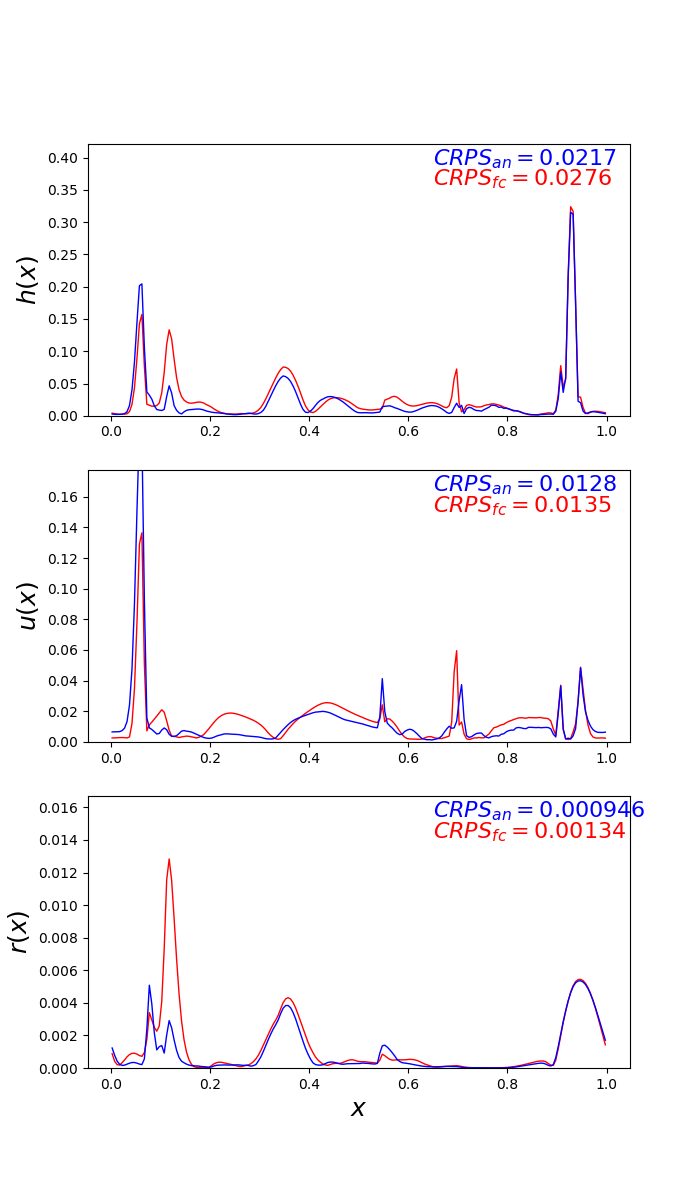 CRPS_an = 0.0217
CRPS_fc = 0.0276
0.40
0.35
0.30
0.25
0.20
0.15
0.10
0.05
0.00
h(x)
0.0 0.2 0.4 0.6 0.8 1.0
CRPS_an = 0.0128
CRPS_fc = 0.0135
0.16
0.14
0.12
0.10
0.08
0.06
0.04
0.02
0.00
u(x)
0.0 0.2 0.4 0.6 0.8 1.0
CRPS_an = 0.000946
CRPS_fc = 0.00134
0.016
0.014
0.012
0.010
0.008
0.006
0.004
0.002
0.000
r(x)
0.0 0.2 0.4 0.6 0.8 1.0
x